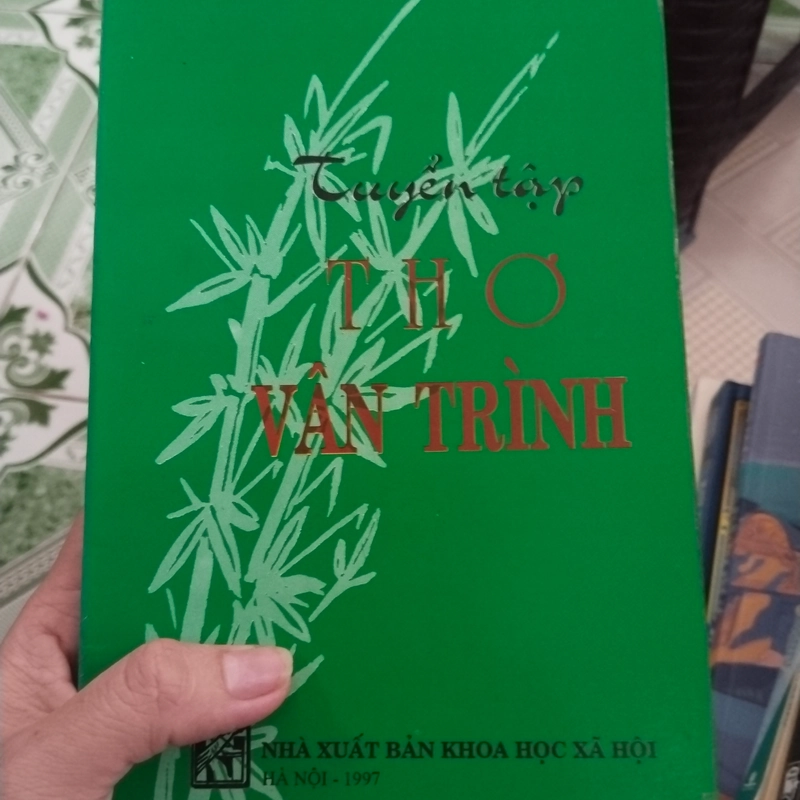 Tuyển tập
THƠ
VÂN TRÌNH
NHÀ XUẤT BẢN KHOA HỌC XÃ HỘI
HÀ NỘI - 1997